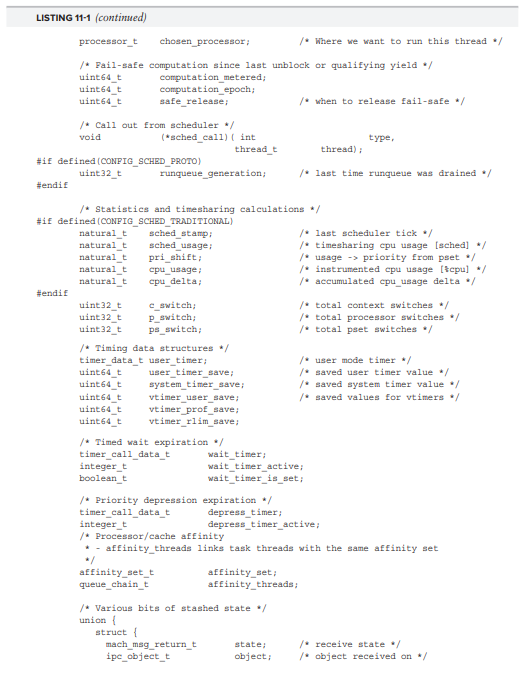 LISTING 11-1 (continued)
processor_t chosen_processor; /* Where we want to run this thread */
/* Fail-safe computation since last unblock or qualifying yield */
uint64_t computation_metered;
uint64_t computation_epoch;
uint64_t safe_release; /* when to release fail-safe */
/* Call out from scheduler */
void (*sched_call)( int type,
thread_t thread);
#if defined(CONFIG_SCHED_PROTO)
uint32_t runqueue_generation; /* last time runqueue was drained */
#endif
/* Statistics and timesharing calculations */
#if defined(CONFIG_SCHED_TRADITIONAL)
natural_t sched_stamp; /* last scheduler tick */
natural_t sched_usage; /* timesharing cpu usage [sched] */
natural_t pri_shift; /* usage -> priority from pset */
natural_t cpu_usage; /* instrumented cpu usage [%cpu] */
natural_t cpu_delta; /* accumulated cpu_usage delta */
#endif
uint32_t c_switch; /* total context switches */
uint32_t p_switch; /* total processor switches */
uint32_t ps_switch; /* total pset switches */
/* Timing data structures */
timer_data_t user_timer; /* user mode timer */
uint64_t user_timer_save; /* saved user timer value */
uint64_t system_timer_save; /* saved system timer value */
uint64_t vtimer_user_save; /* saved values for vtimers */
uint64_t vtimer_prof_save;
uint64_t vtimer_rlim_save;
/* Timed wait expiration */
timer_call_data_t wait_timer;
integer_t wait_timer_active;
boolean_t wait_timer_is_set;
/* Priority depression expiration */
timer_call_data_t depress_timer;
integer_t depress_timer_active;
/* Processor/cache affinity
* - affinity_threads links task threads with the same affinity set
*/
affinity_set_t affinity_set;
queue_chain_t affinity_threads;
/* Various bits of stashed state */
union {
struct {
mach_msg_return_t state; /* receive state */
ipc_object_t object; /* object received on */